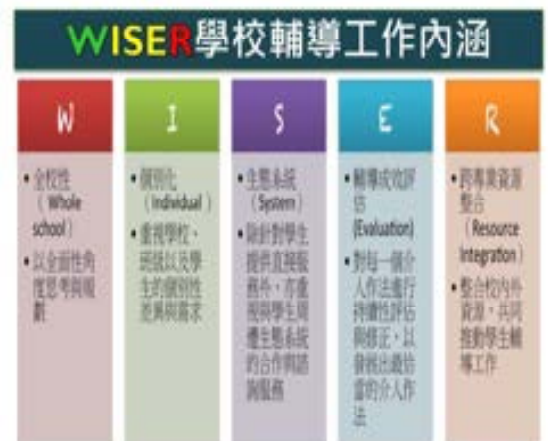 WISER學校輔導工作內涵
W
• 全校性
（ Whole
school）
• 以全面性角
度思考與規
劃
I
• 個別化
（ Individual ）
• 重視學校、
班級以及學
生的個別性
差異與需求
S
• 生態系統
（ System）
• 除針對學生
提供直接服
務外，亦重
視與學生周
遭生態系統
的合作與諮
詢服務
E
• 輔導成效評
估
(Evaluation)
• 對每一個介
入作法進行
持續性評估
與修正，以
發展出最恰
當的介入作
法
R
• 跨專業資源
整合
（ Resource
Integration ）
• 整合校內外
資源，共同
推動學生輔
導工作